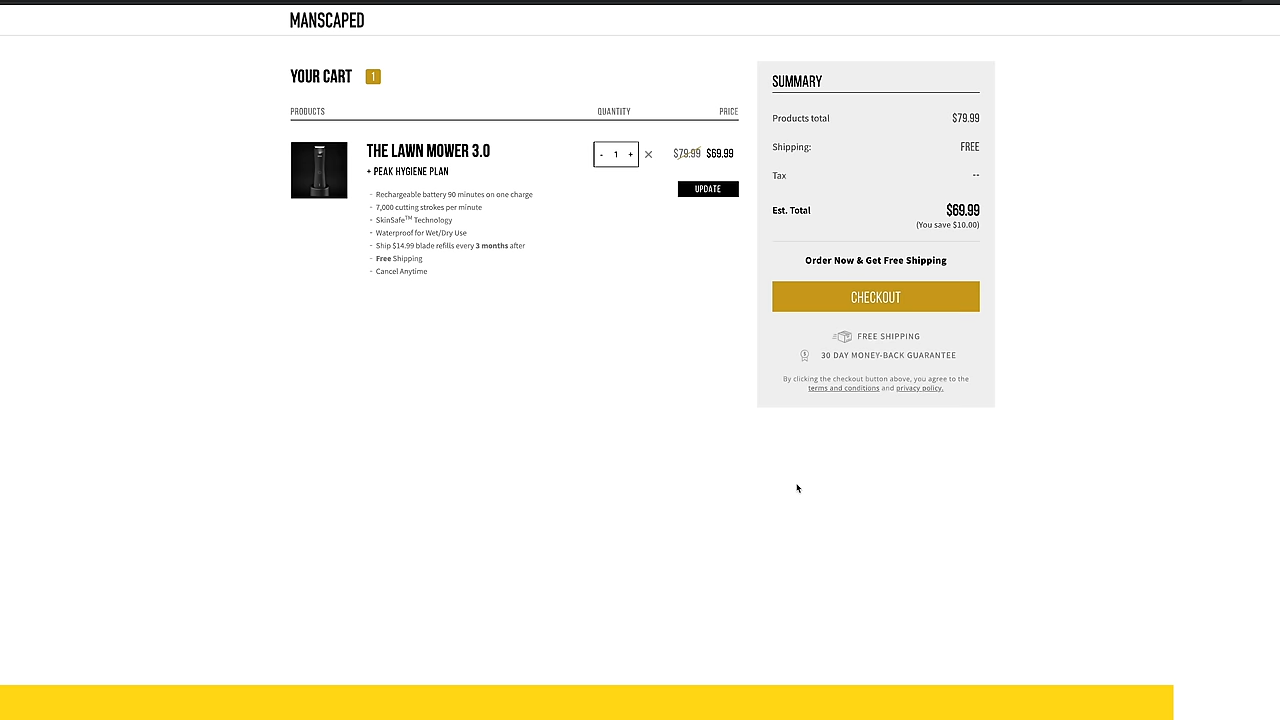 MANSCAPED
YOUR CART 1
PRODUCTS QUANTITY PRICE
THE LAWN MOWER 3.0
+ PEAK HYGIENE PLAN
- Rechargeable battery 90 minutes on one charge
- 7,000 cutting strokes per minute
- SkinSafe™ Technology
- Waterproof for Wet/Dry Use
- Ship $14.99 blade refills every 3 months after
- Free Shipping
- Cancel Anytime
- 1 + ×
$79.99 $69.99
UPDATE
SUMMARY
Products total $79.99
Shipping: FREE
Tax --
Est. Total $69.99
(You save $10.00)
Order Now & Get Free Shipping
CHECKOUT
FREE SHIPPING
30 DAY MONEY-BACK GUARANTEE
By clicking the checkout button above, you agree to the
terms and conditions and privacy policy.